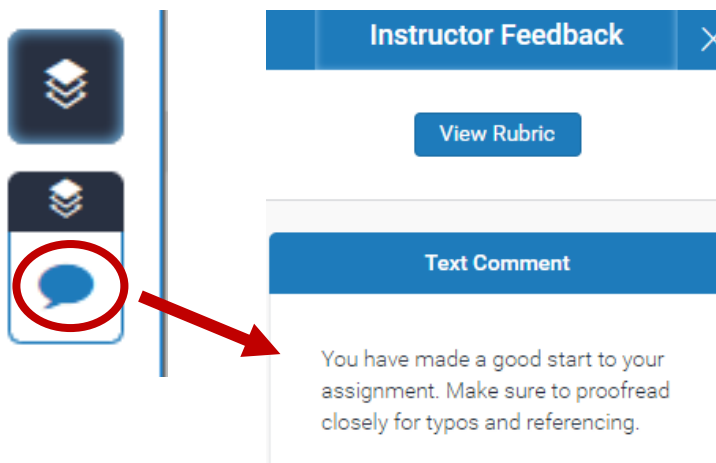 Instructor Feedback
View Rubric
Text Comment
You have made a good start to your
assignment. Make sure to proofread
closely for typos and referencing.